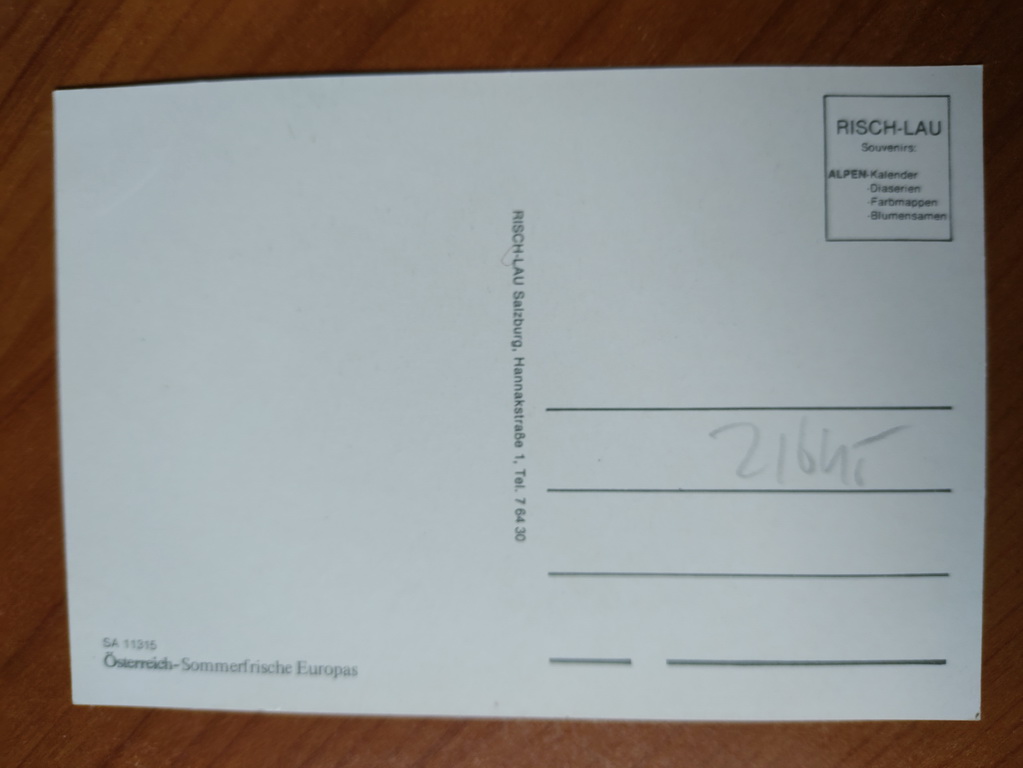 RISCH-LAU
Souvenirs:
ALPEN-Kalender
-Diaserien
-Farbmappen
-Blumensamen
RISCH-LAU Salzburg, Hannakstraße 1, Tel. 7 64 30
SA 11315
Österreich-Sommerfrische Europas